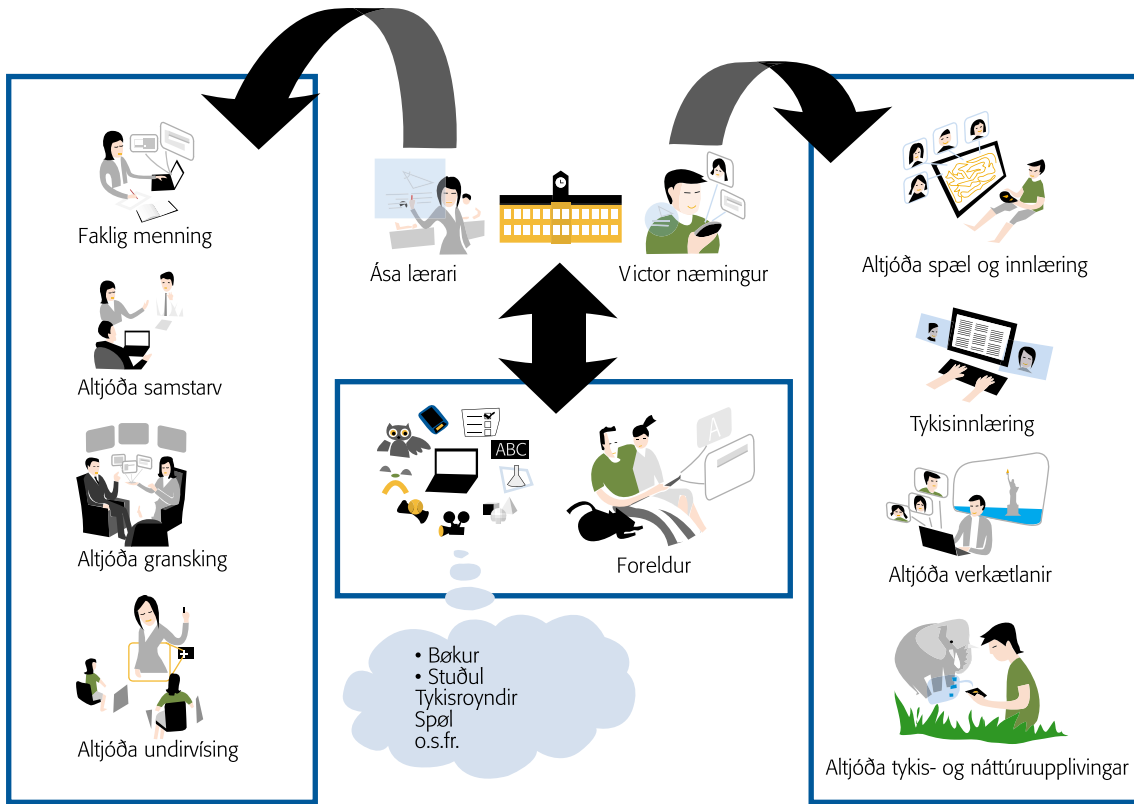 Faklig menning
Altjóða samstarv
Altjóða gransking
Altjóða undirvísing
Ása lærari
Victor næmingur
ABC
A
Foreldur
• Bøkur
• Stuðul
Tykisroyndir
Spøl
o.s.fr.
Altjóða spæl og innlæring
Tykisinnlæring
Altjóða verkætlanir
Altjóða tykis- og náttúruupplivingar